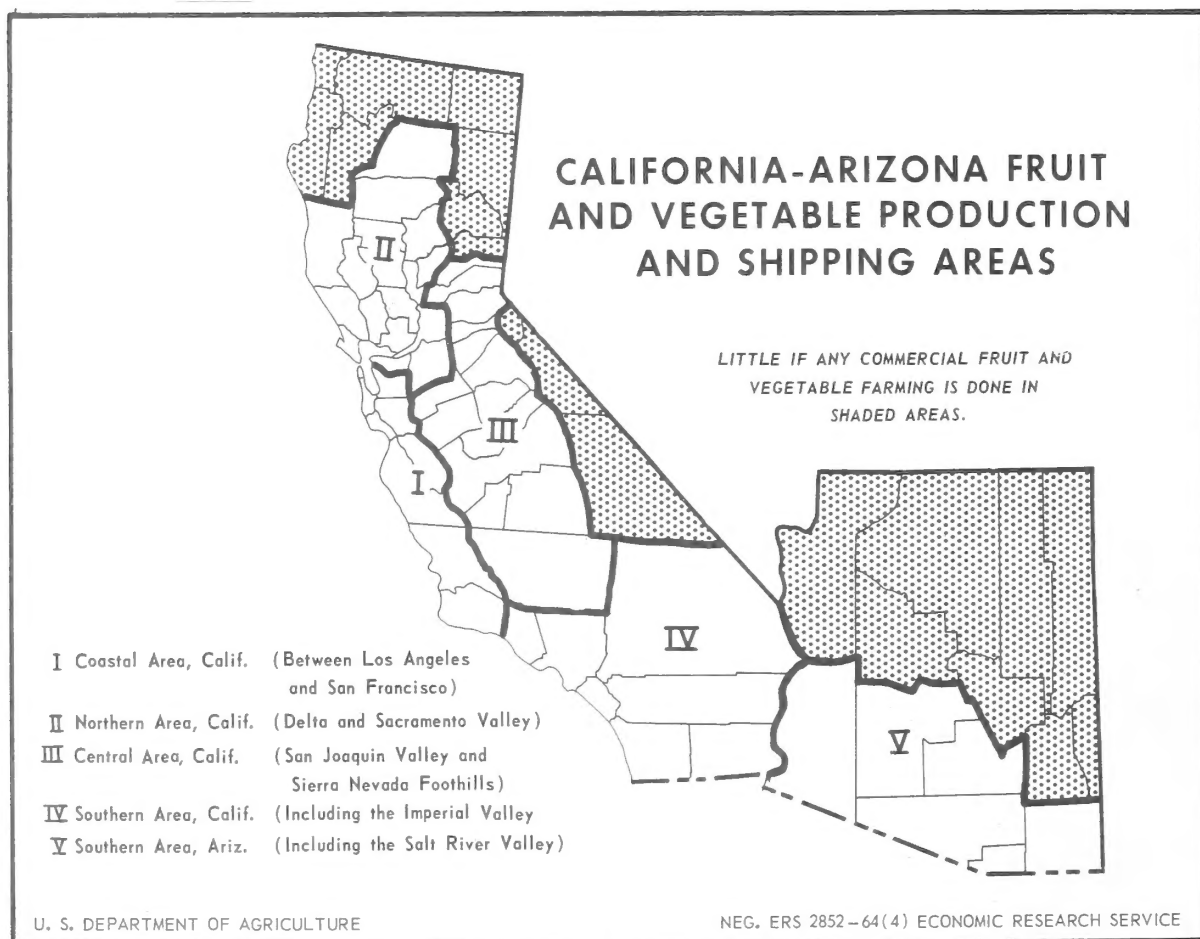 CALIFORNIA-ARIZONA FRUIT
AND VEGETABLE PRODUCTION
AND SHIPPING AREAS
LITTLE IF ANY COMMERCIAL FRUIT AND
VEGETABLE FARMING IS DONE IN
SHADED AREAS.
II
III
I
IV
V
I Coastal Area, Calif. (Between Los Angeles
and San Francisco)
II Northern Area, Calif. (Delta and Sacramento Valley)
III Central Area, Calif. (San Joaquin Valley and
Sierra Nevada Foothills)
IV Southern Area, Calif. (Including the Imperial Valley
V Southern Area, Ariz. (Including the Salt River Valley)
U. S. DEPARTMENT OF AGRICULTURE
NEG. ERS 2852-64(4) ECONOMIC RESEARCH SERVICE